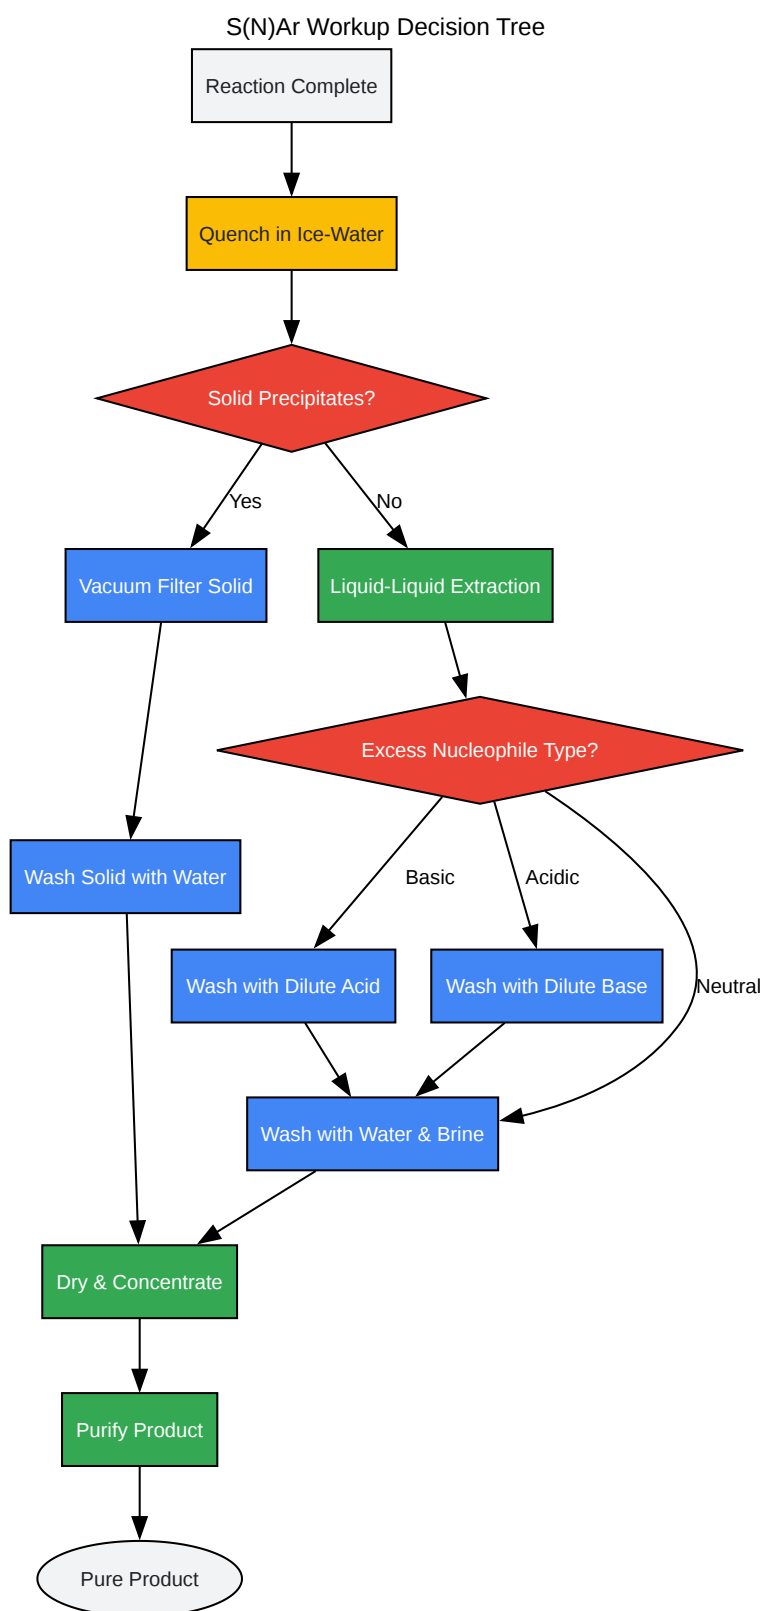 S(N)Ar Workup Decision Tree
Reaction Complete
Quench in Ice-Water
Solid Precipitates?
Yes
No
Vacuum Filter Solid
Liquid-Liquid Extraction
Excess Nucleophile Type?
Wash Solid with Water
Basic
Acidic
Wash with Dilute Acid
Wash with Dilute Base
Neutral
Wash with Water & Brine
Dry & Concentrate
Purify Product
Pure Product